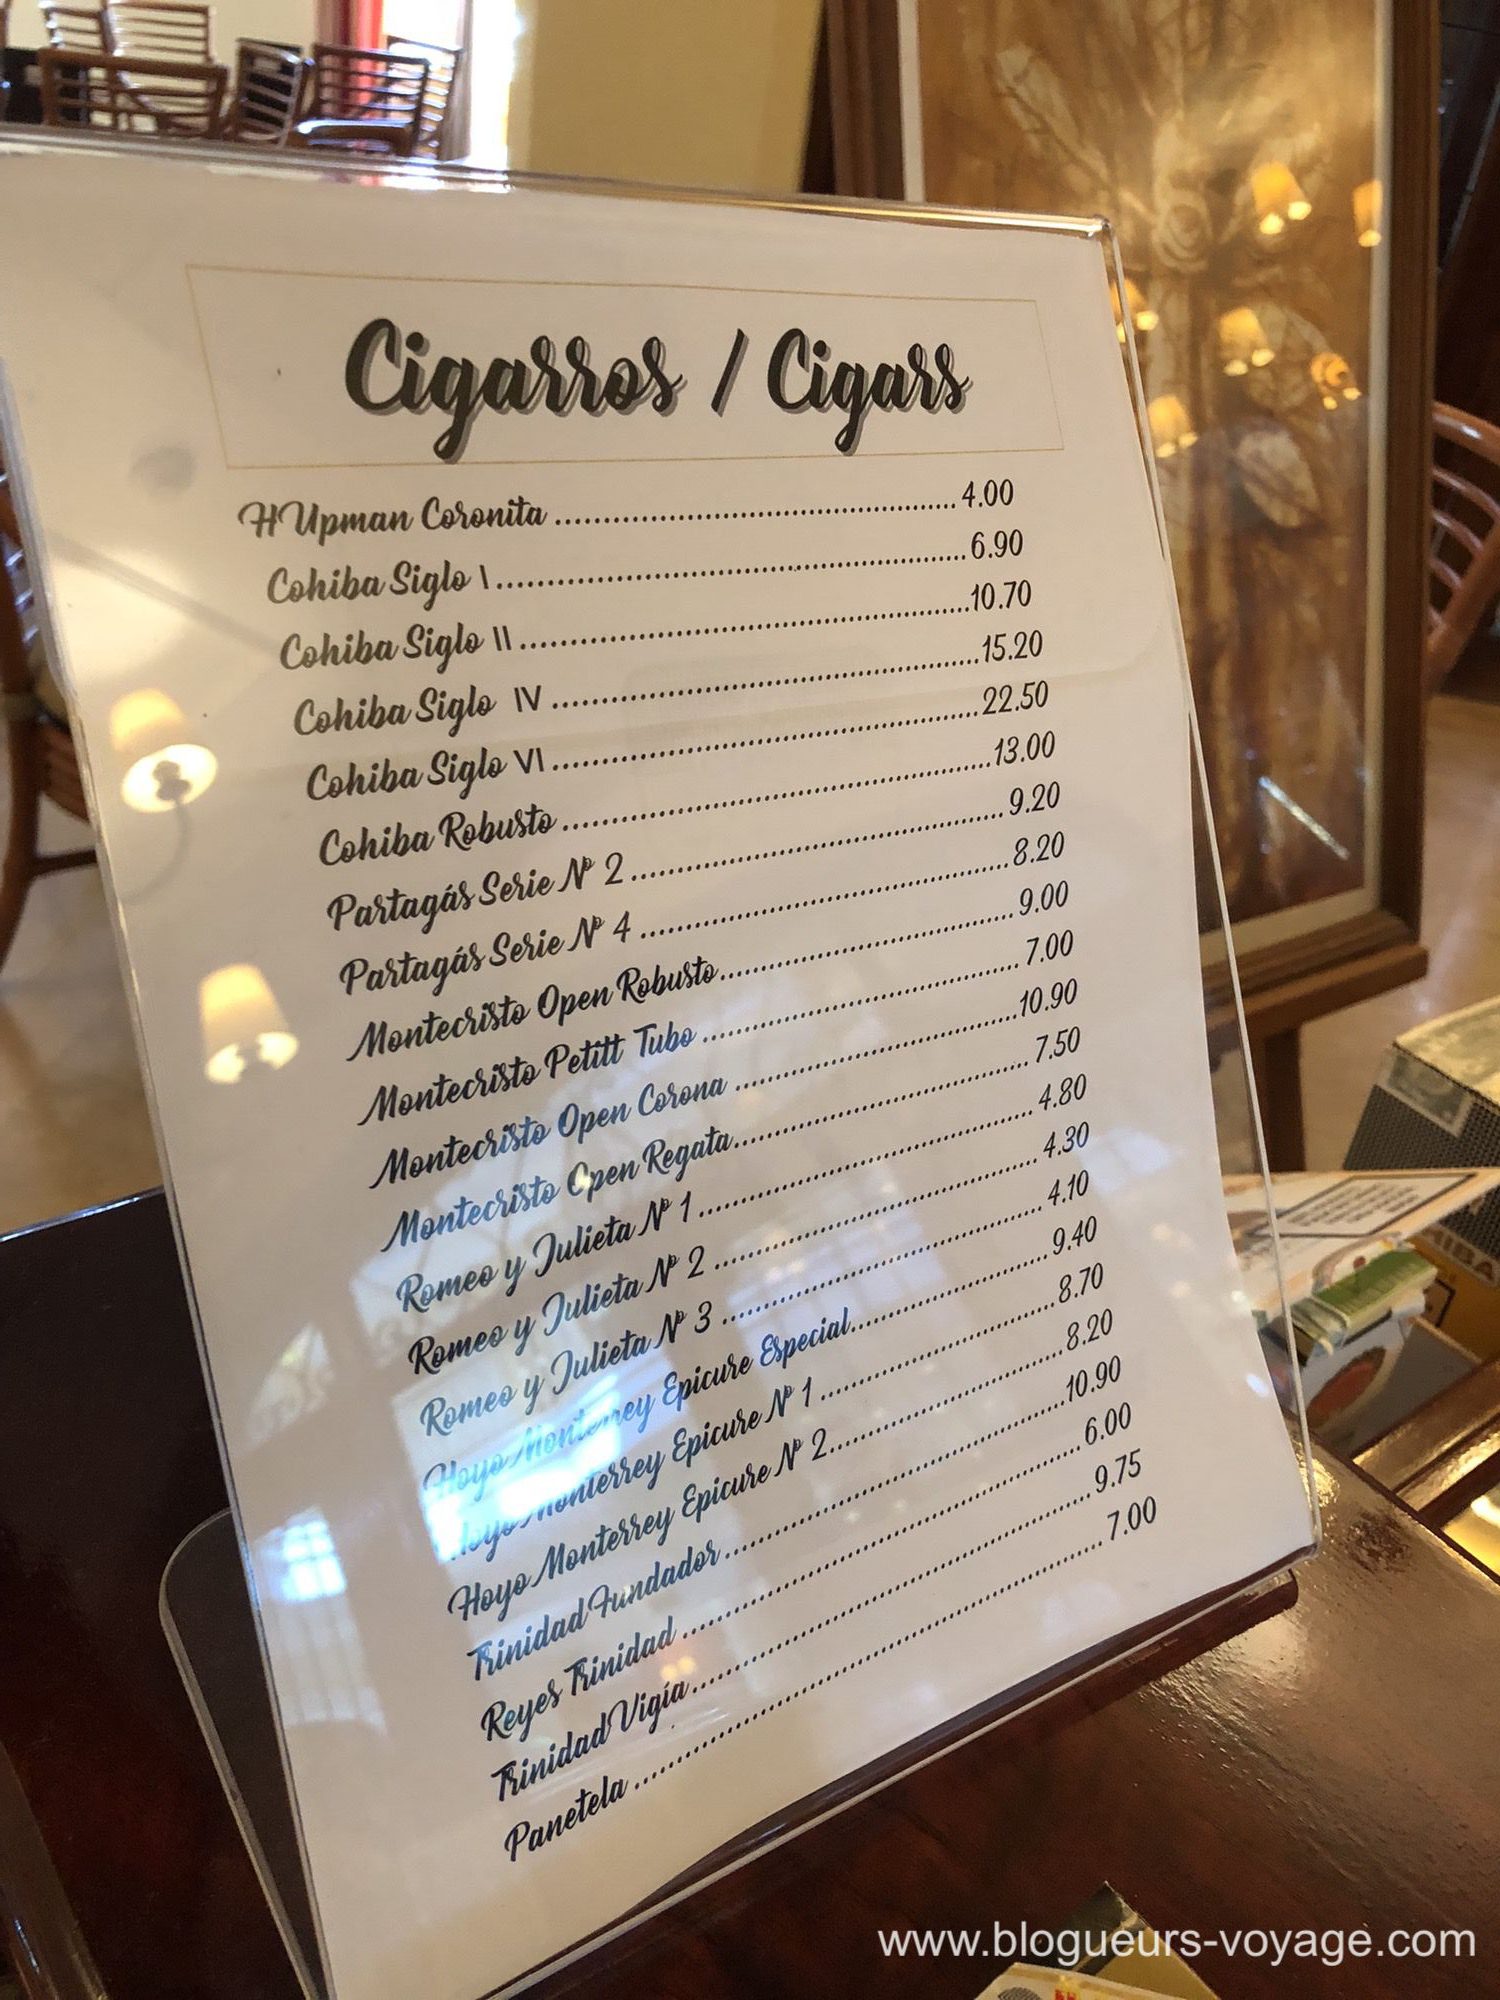 Cigarros / Cigars
H Upman Coronita ........ 4.00
Cohiba Siglo I ........ 6.90
Cohiba Siglo II ........ 10.70
Cohiba Siglo IV ........ 15.20
Cohiba Siglo VI ........ 22.50
Cohiba Robusto ........ 13.00
Partagás Serie Nº 2 ........ 9.20
Partagás Serie Nº 4 ........ 8.20
Montecristo Open Robusto ........ 9.00
Montecristo Petitt Tubo ........ 7.00
Montecristo Open Corona ........ 10.90
Montecristo Open Regata ........ 7.50
Romeo y Julieta Nº 1 ........ 4.80
Romeo y Julieta Nº 2 ........ 4.30
Romeo y Julieta Nº 3 ........ 4.10
Hoyo Monterrey Epicure Especial ........ 9.40
Hoyo Monterrey Epicure Nº 1 ........ 8.70
Hoyo Monterrey Epicure Nº 2 ........ 8.20
Trinidad Fundador ........ 10.90
Reyes Trinidad ........ 6.00
Trinidad Vigía ........ 9.75
Panetela ........ 7.00
www.blogueurs-voyage.com